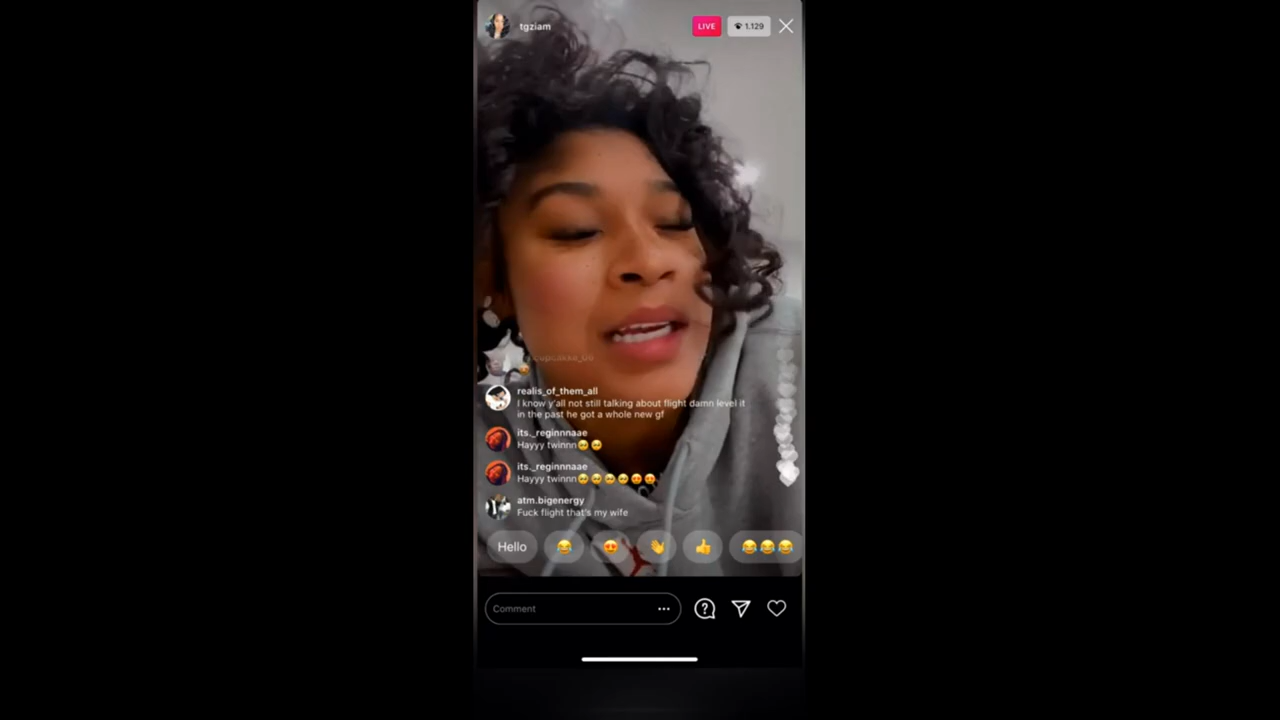 tgziam
LIVE
1.129
realis_of_them_all
I know y'all not still talking about flight damn level it
in the past he got a whole new gf
its._reginnnaae
Hayyy twinnn🥺🥺
its._reginnnaae
Hayyy twinnn🥺🥺🥺🥺😍😍
atm.bigenergy
Fuck flight that's my wife
Hello
😂
😍
👋
👍
😂😂😂
Comment